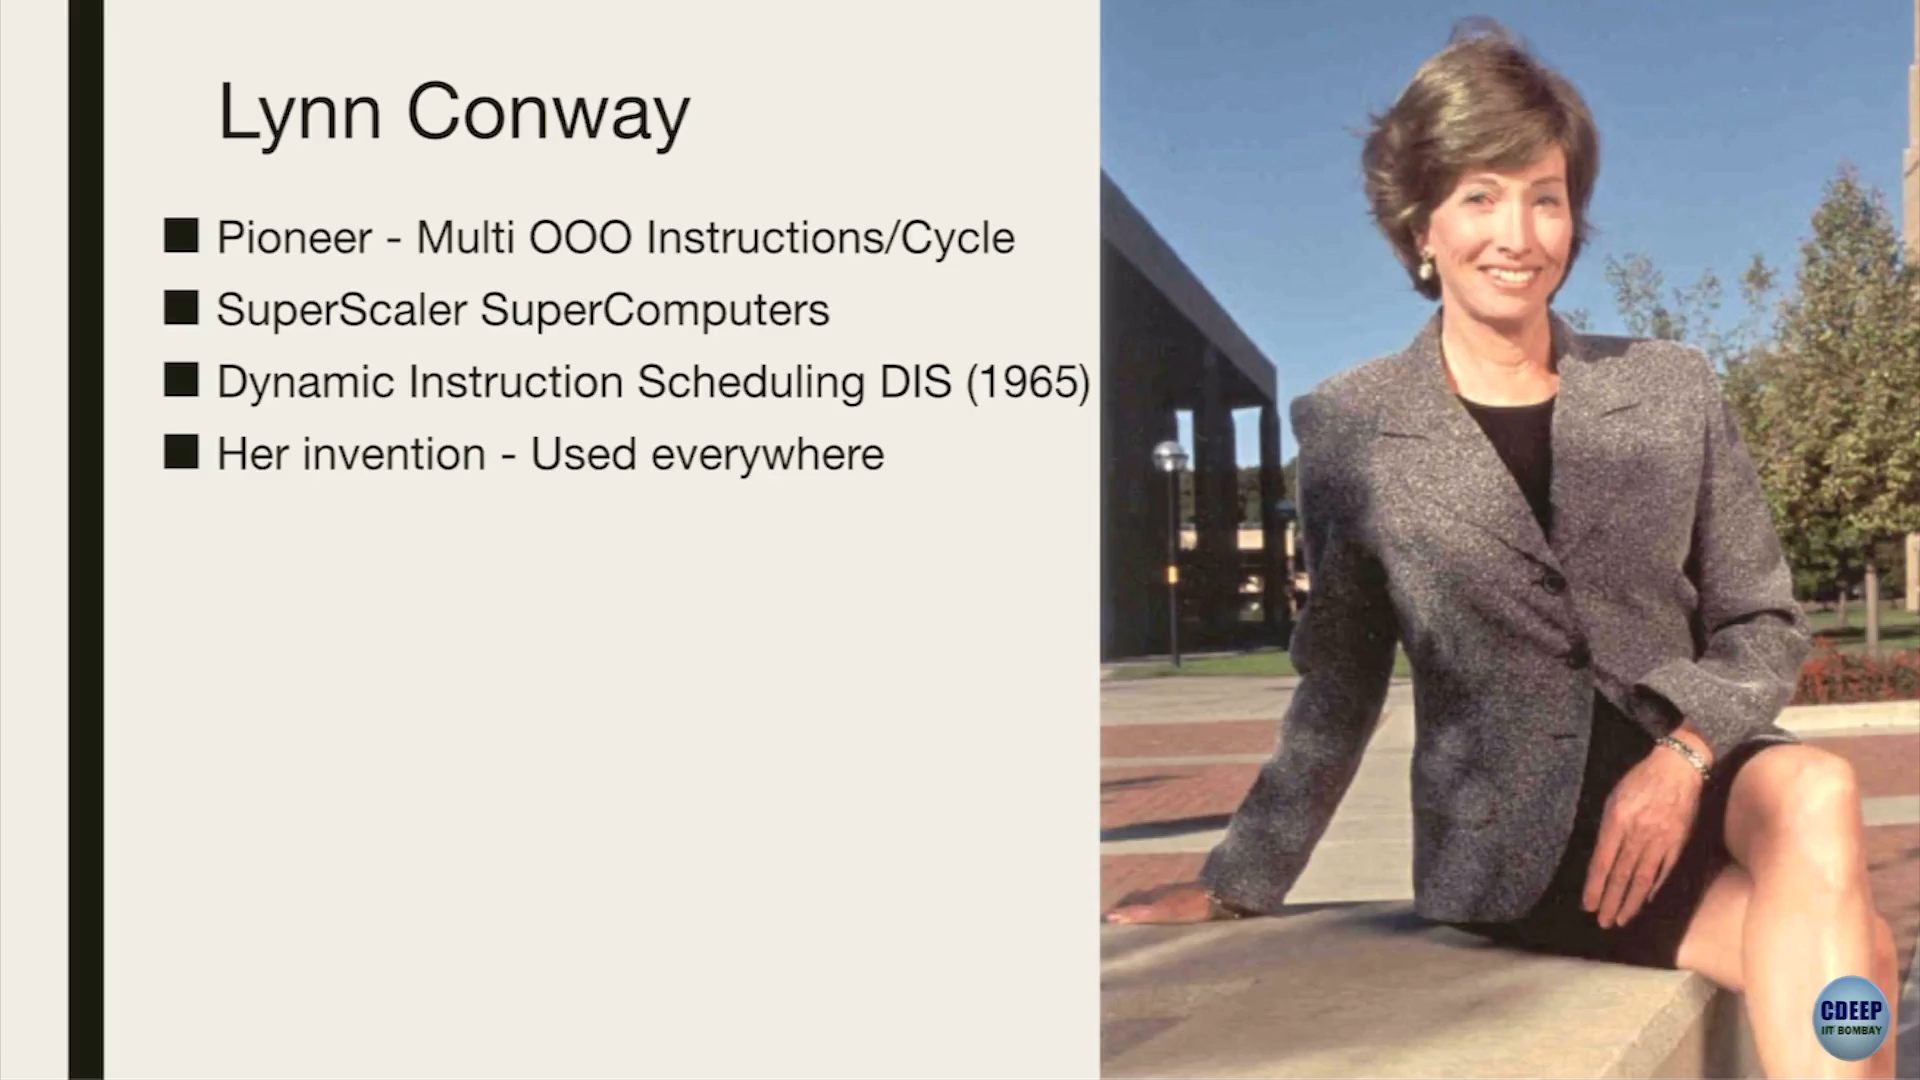 Lynn Conway
Pioneer - Multi OOO Instructions/Cycle
SuperScaler SuperComputers
Dynamic Instruction Scheduling DIS (1965)
Her invention - Used everywhere
CDEEP
IIT BOMBAY